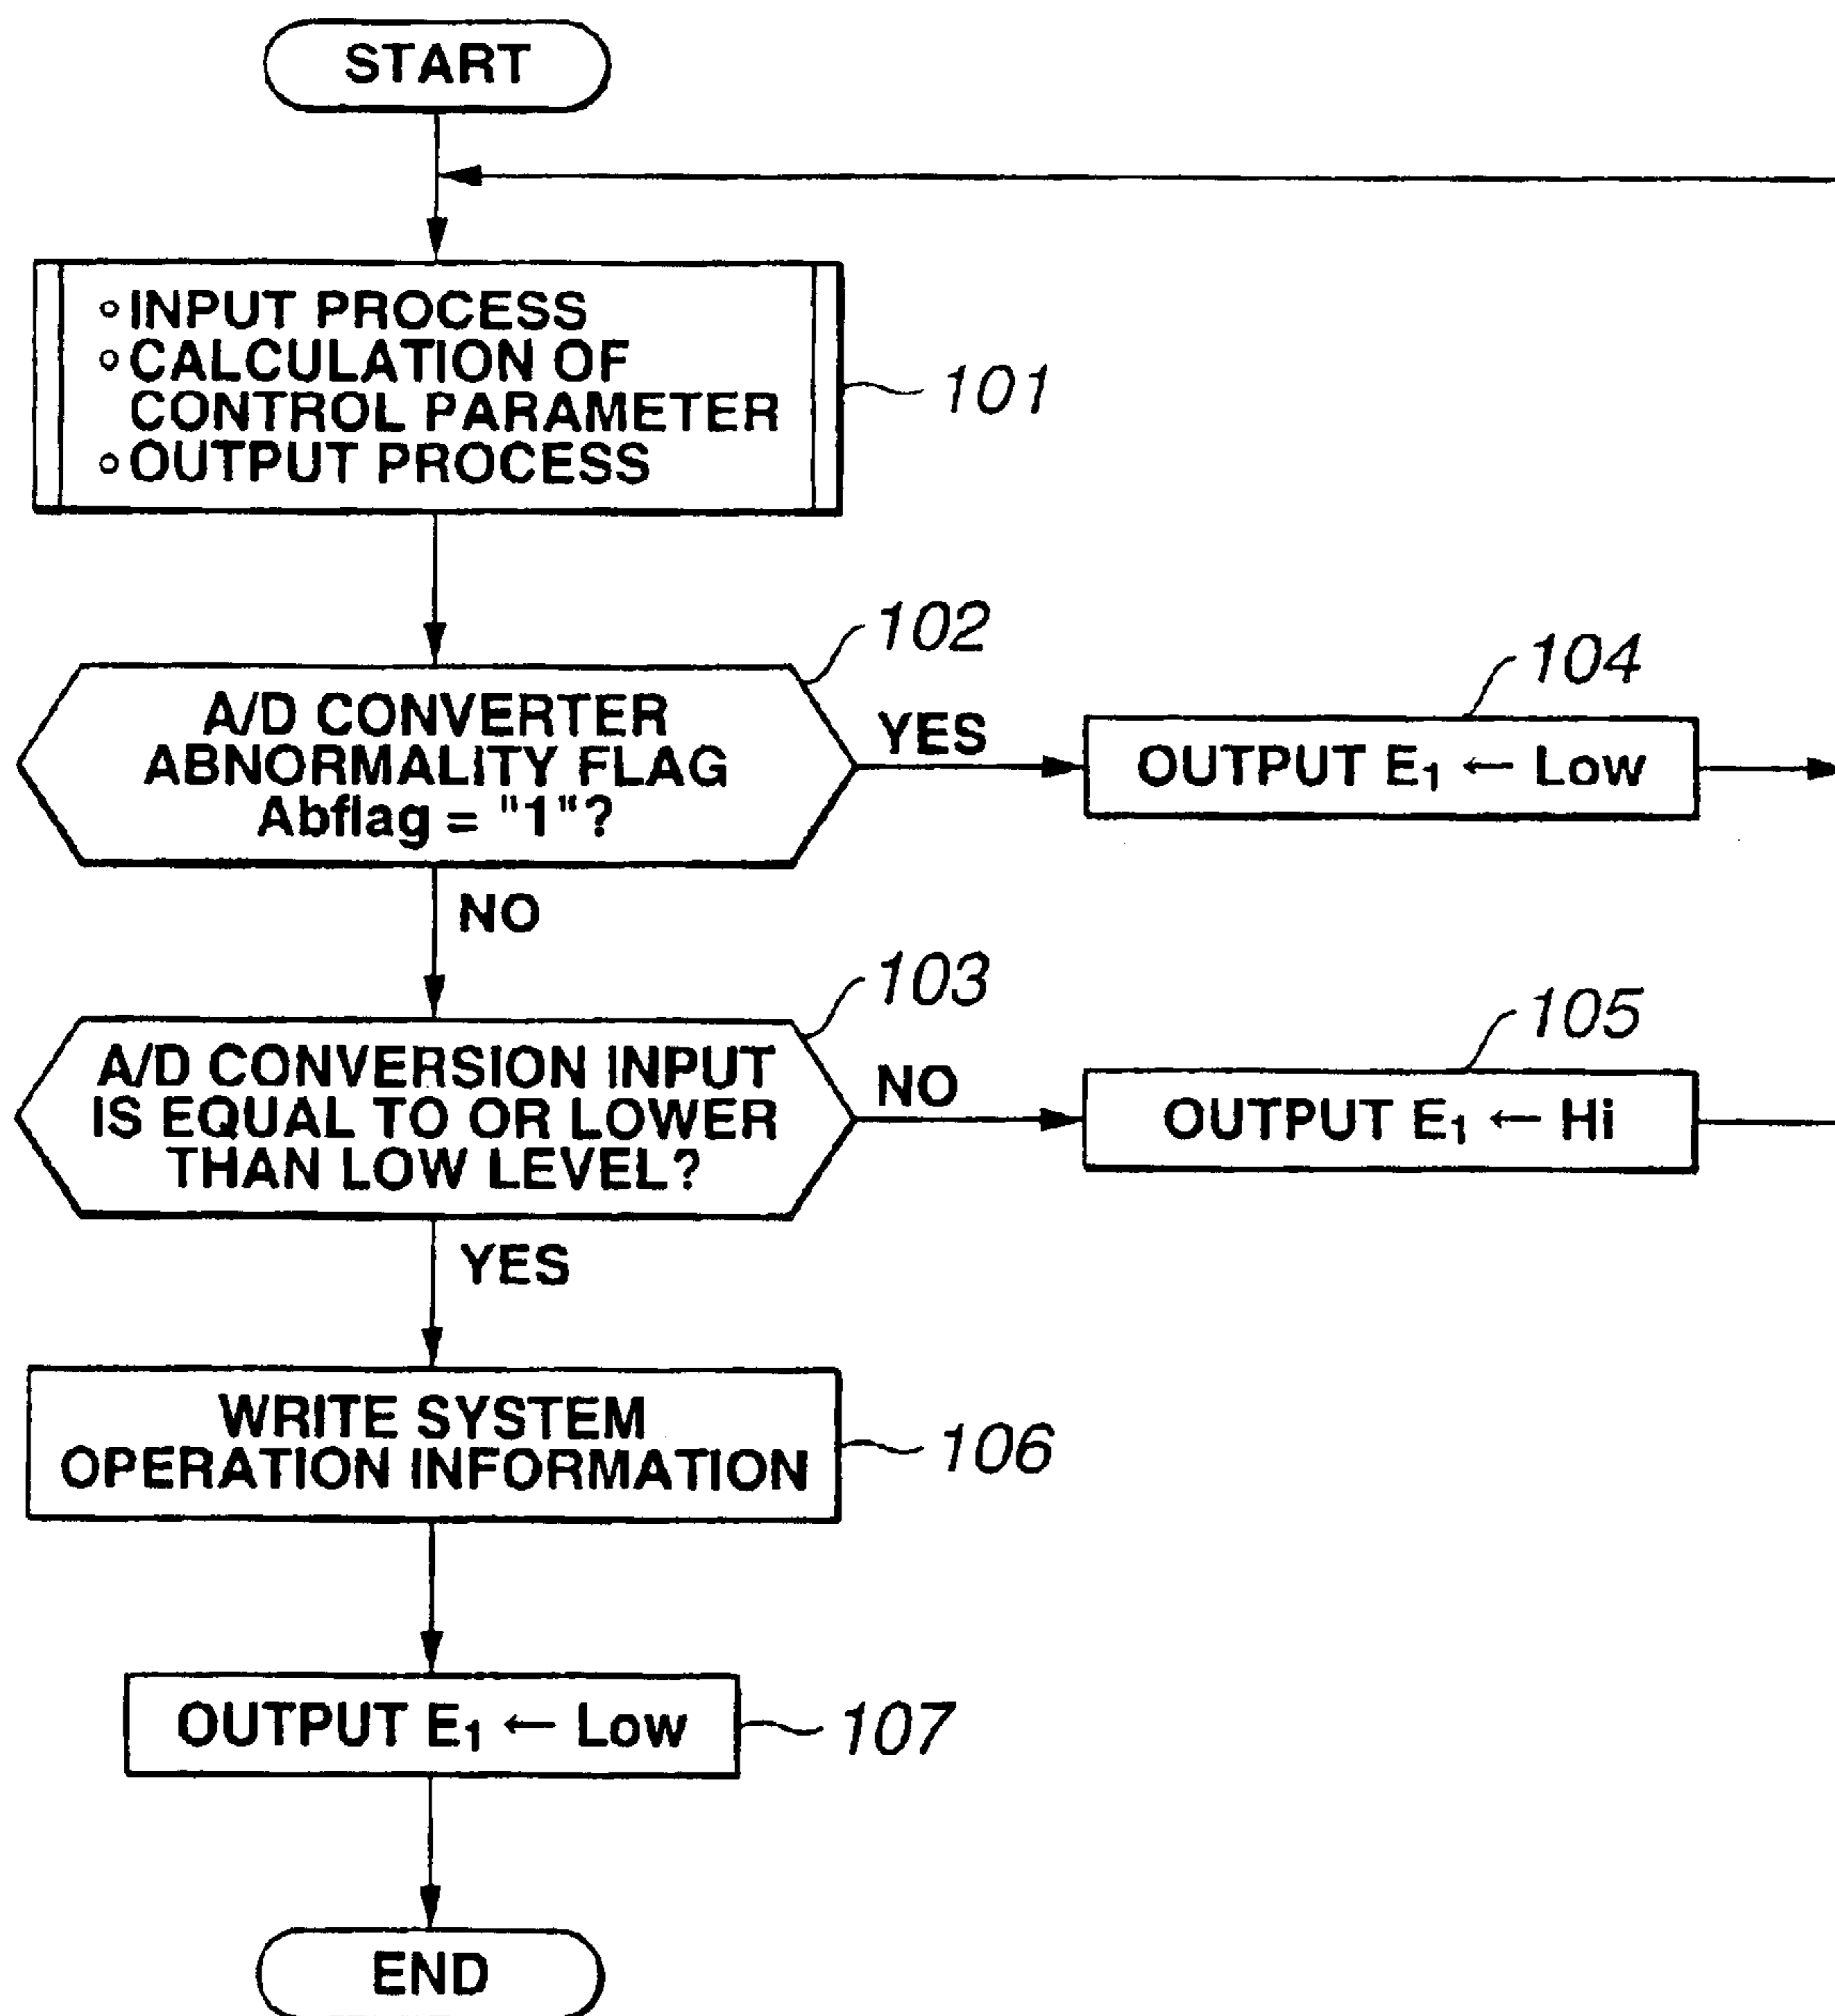 START
∘INPUT PROCESS
∘CALCULATION OF
CONTROL PARAMETER
∘OUTPUT PROCESS
101
102
A/D CONVERTER
ABNORMALITY FLAG
Abflag = "1"?
YES
104
OUTPUT E₁ ← Low
NO
103
A/D CONVERSION INPUT
IS EQUAL TO OR LOWER
THAN LOW LEVEL?
NO
105
OUTPUT E₁ ← Hi
YES
WRITE SYSTEM
OPERATION INFORMATION
106
OUTPUT E₁ ← Low
107
END